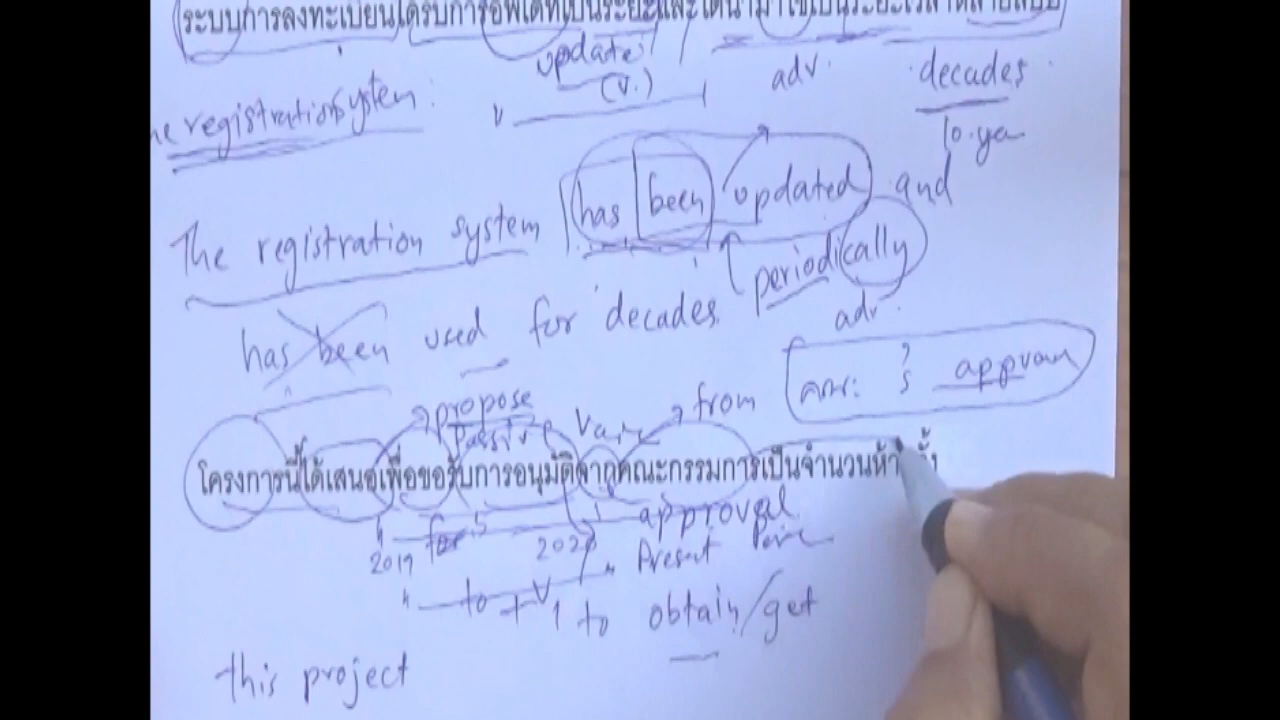 ระบบการลงทะเบียนได้รับการอัพเดทเป็นระยะและได้นำมาใช้เป็นระยะเวลาหลายสิบปี
update
(v.)
adv.
decades
10
the registration system
The registration system has been updated and
periodically
adv.
has been used for decades.
propose
Passive
from
โครงการนี้ได้เสนอเพื่อขอรับการอนุมัติจากคณะกรรมการเป็นจำนวนห้าครั้ง
for
approval
2019
Present
to + V
1 to obtain/get
this project